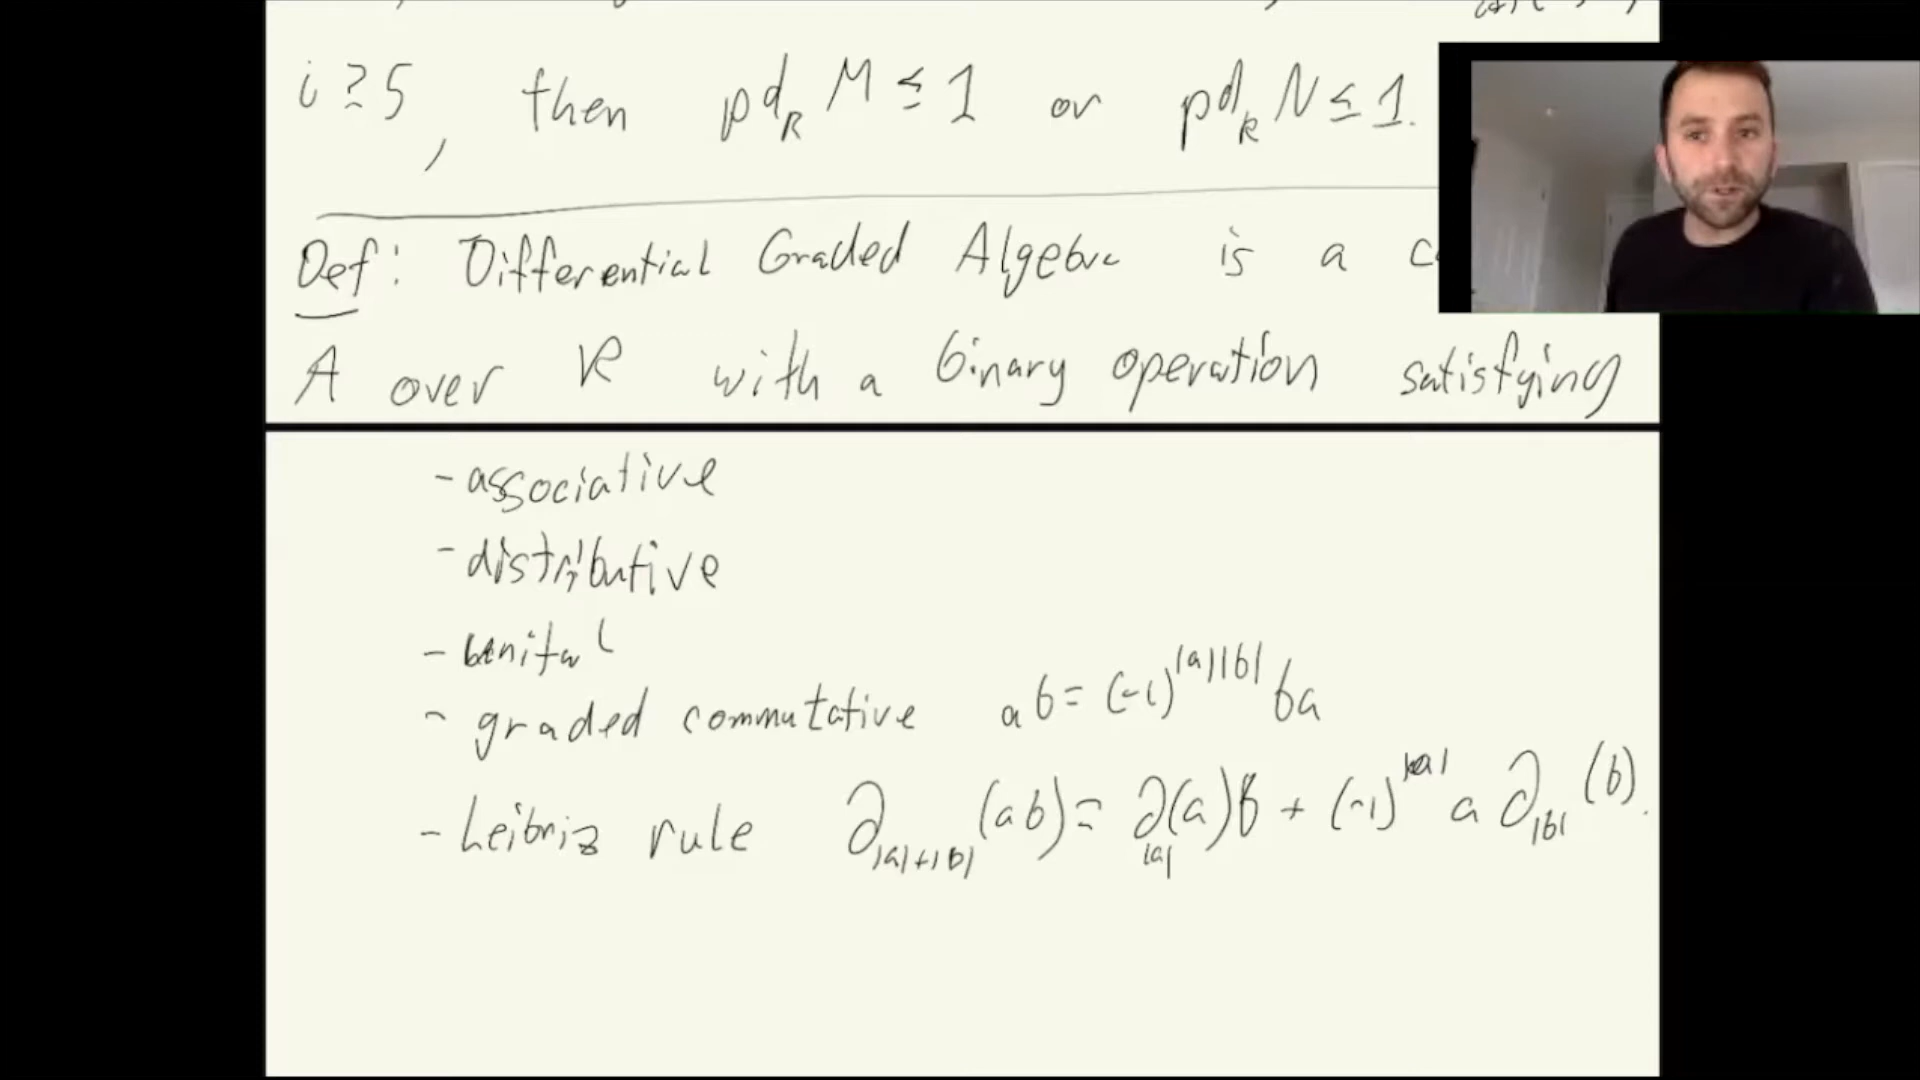 i ≥ 5, then pd_R M ≤ 1 or pd_R N ≤ 1.
Def: Differential Graded Algebra is a c
A over R with a binary operation satisfying
- associative
- distributive
- unital
- graded commutative ab = (-1)^{|a||b|} ba
- Leibniz rule ∂_{|a|+|b|}(ab) = ∂_{|a|}(a)b + (-1)^{|a|} a ∂_{|b|}(b).